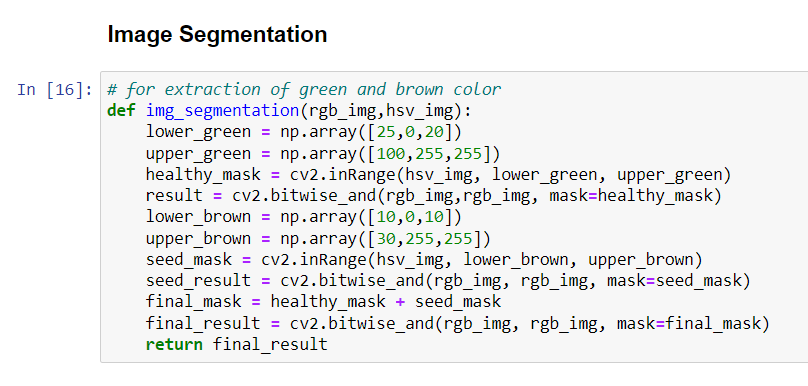 Image Segmentation
In [16]: # for extraction of green and brown color
def img_segmentation(rgb_img,hsv_img):
    lower_green = np.array([25,0,20])
    upper_green = np.array([100,255,255])
    healthy_mask = cv2.inRange(hsv_img, lower_green, upper_green)
    result = cv2.bitwise_and(rgb_img,rgb_img, mask=healthy_mask)
    lower_brown = np.array([10,0,10])
    upper_brown = np.array([30,255,255])
    seed_mask = cv2.inRange(hsv_img, lower_brown, upper_brown)
    seed_result = cv2.bitwise_and(rgb_img, rgb_img, mask=seed_mask)
    final_mask = healthy_mask + seed_mask
    final_result = cv2.bitwise_and(rgb_img, rgb_img, mask=final_mask)
    return final_result